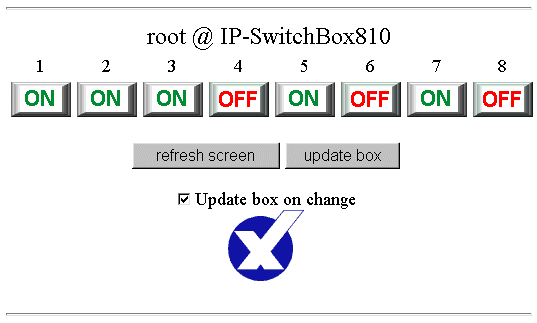 root @ IP-SwitchBox810
1 2 3 4 5 6 7 8
ON ON ON OFF ON OFF ON OFF
refresh screen update box
Update box on change
X